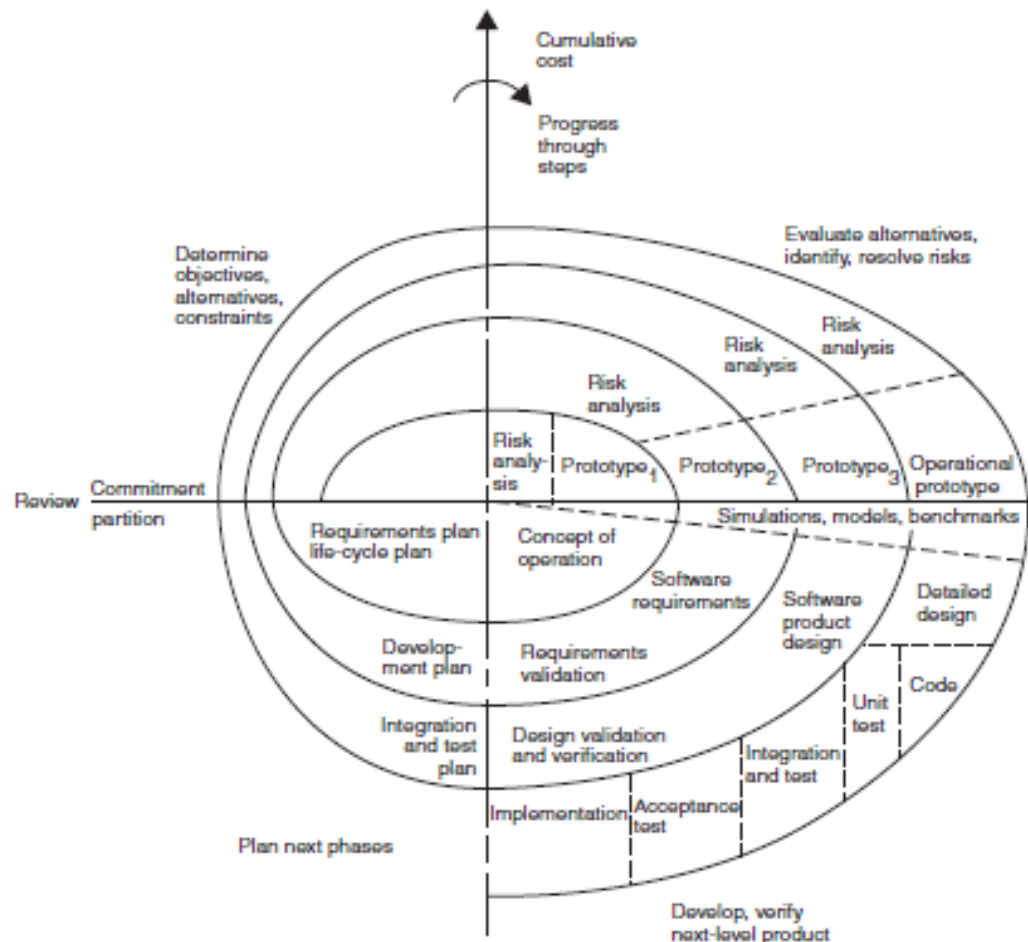 Cumulative
cost
Progress
through
steps
Determine
objectives,
alternatives,
constraints
Evaluate alternatives,
identify, resolve risks
Risk
analysis
Risk
analysis
Risk
analysis
Risk
analy-
sis
Prototype1
Prototype2
Prototype3
Operational
prototype
Review
Commitment
partition
Simulations, models, benchmarks
Requirements plan
life-cycle plan
Concept of
operation
Software
requirements
Software
product
design
Detailed
design
Develop-
ment plan
Requirements
validation
Code
Unit
test
Integration
and test
plan
Design validation
and verification
Integration
and test
Implementation
Acceptance
test
Plan next phases
Develop, verify
next-level product